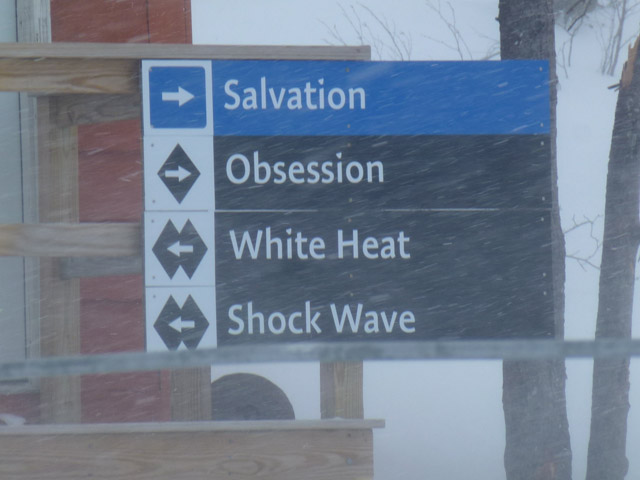 Salvation
Obsession
White Heat
Shock Wave